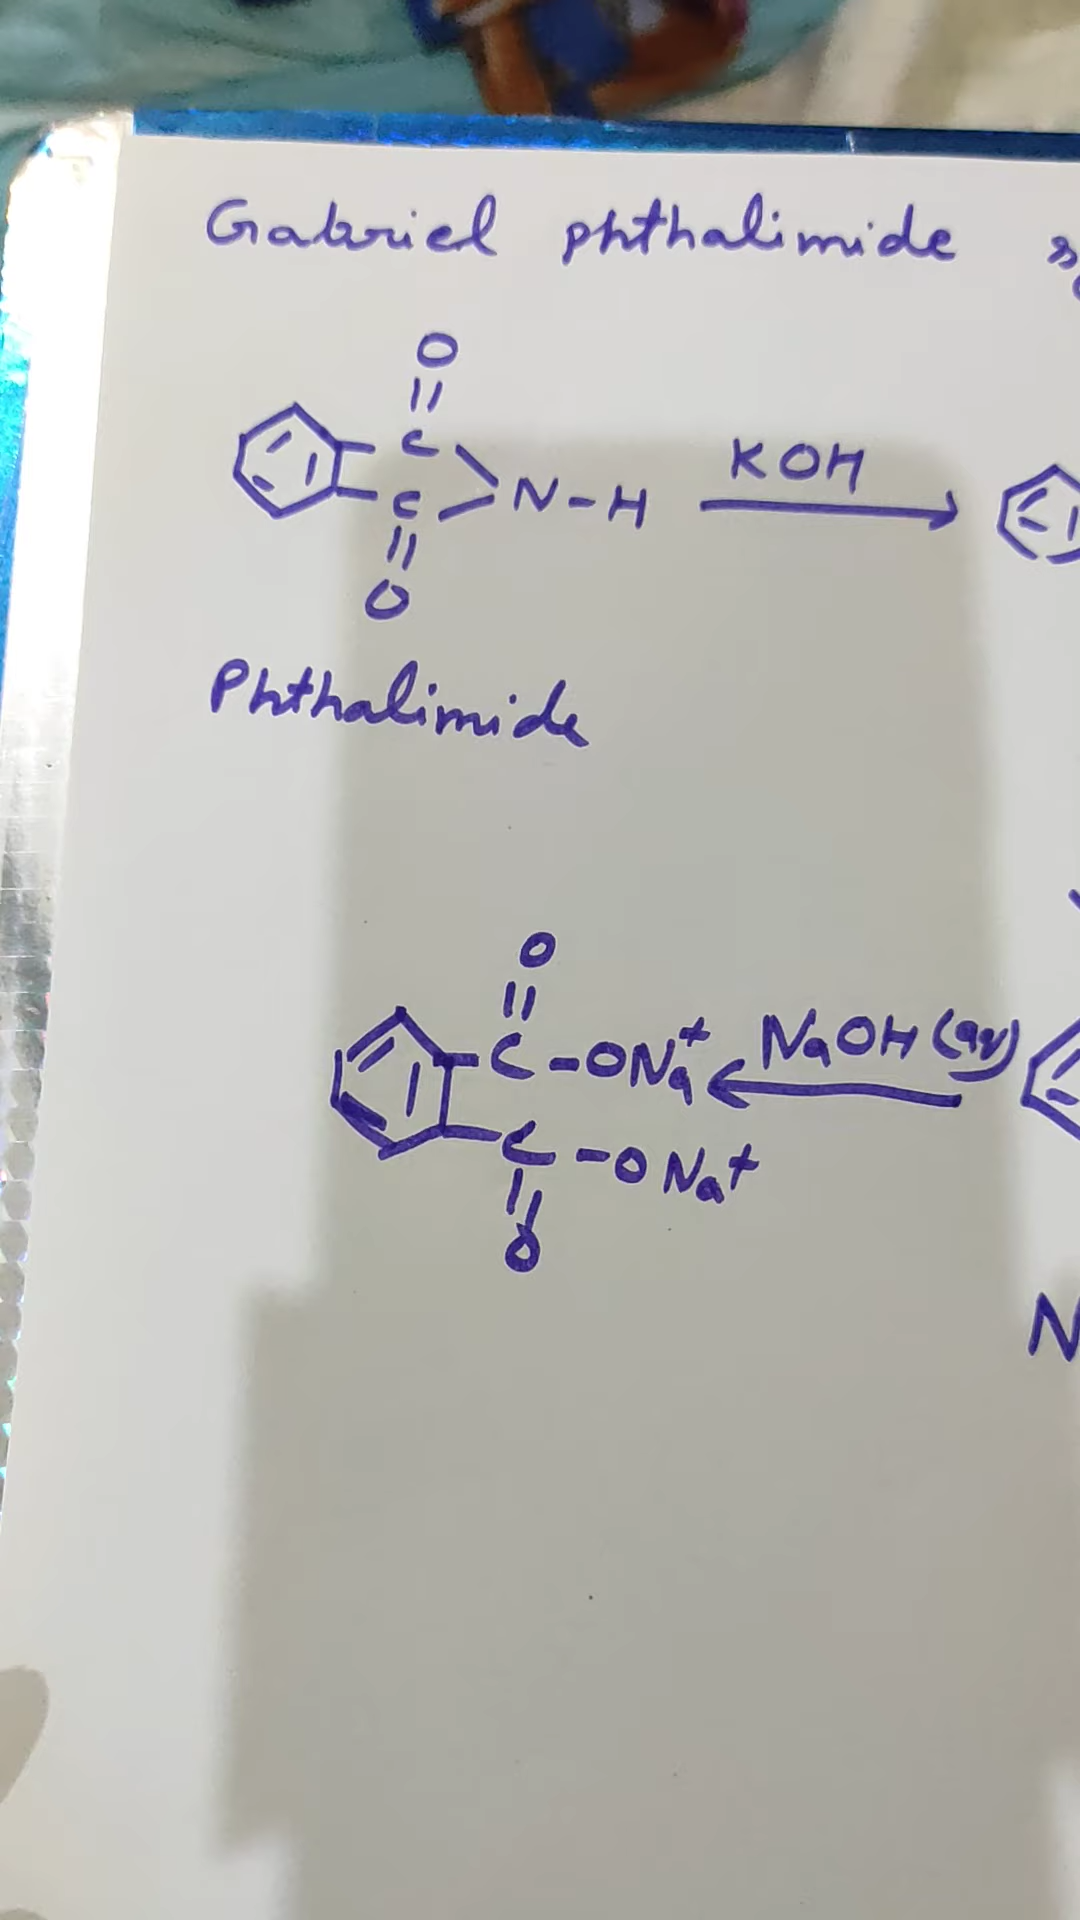 Gabriel phthalimide
O
||
C
N-H
KOH
C
||
O
Phthalimide
O
||
C-ONa+
NaOH (aq)
C-ONa+
||
O
N